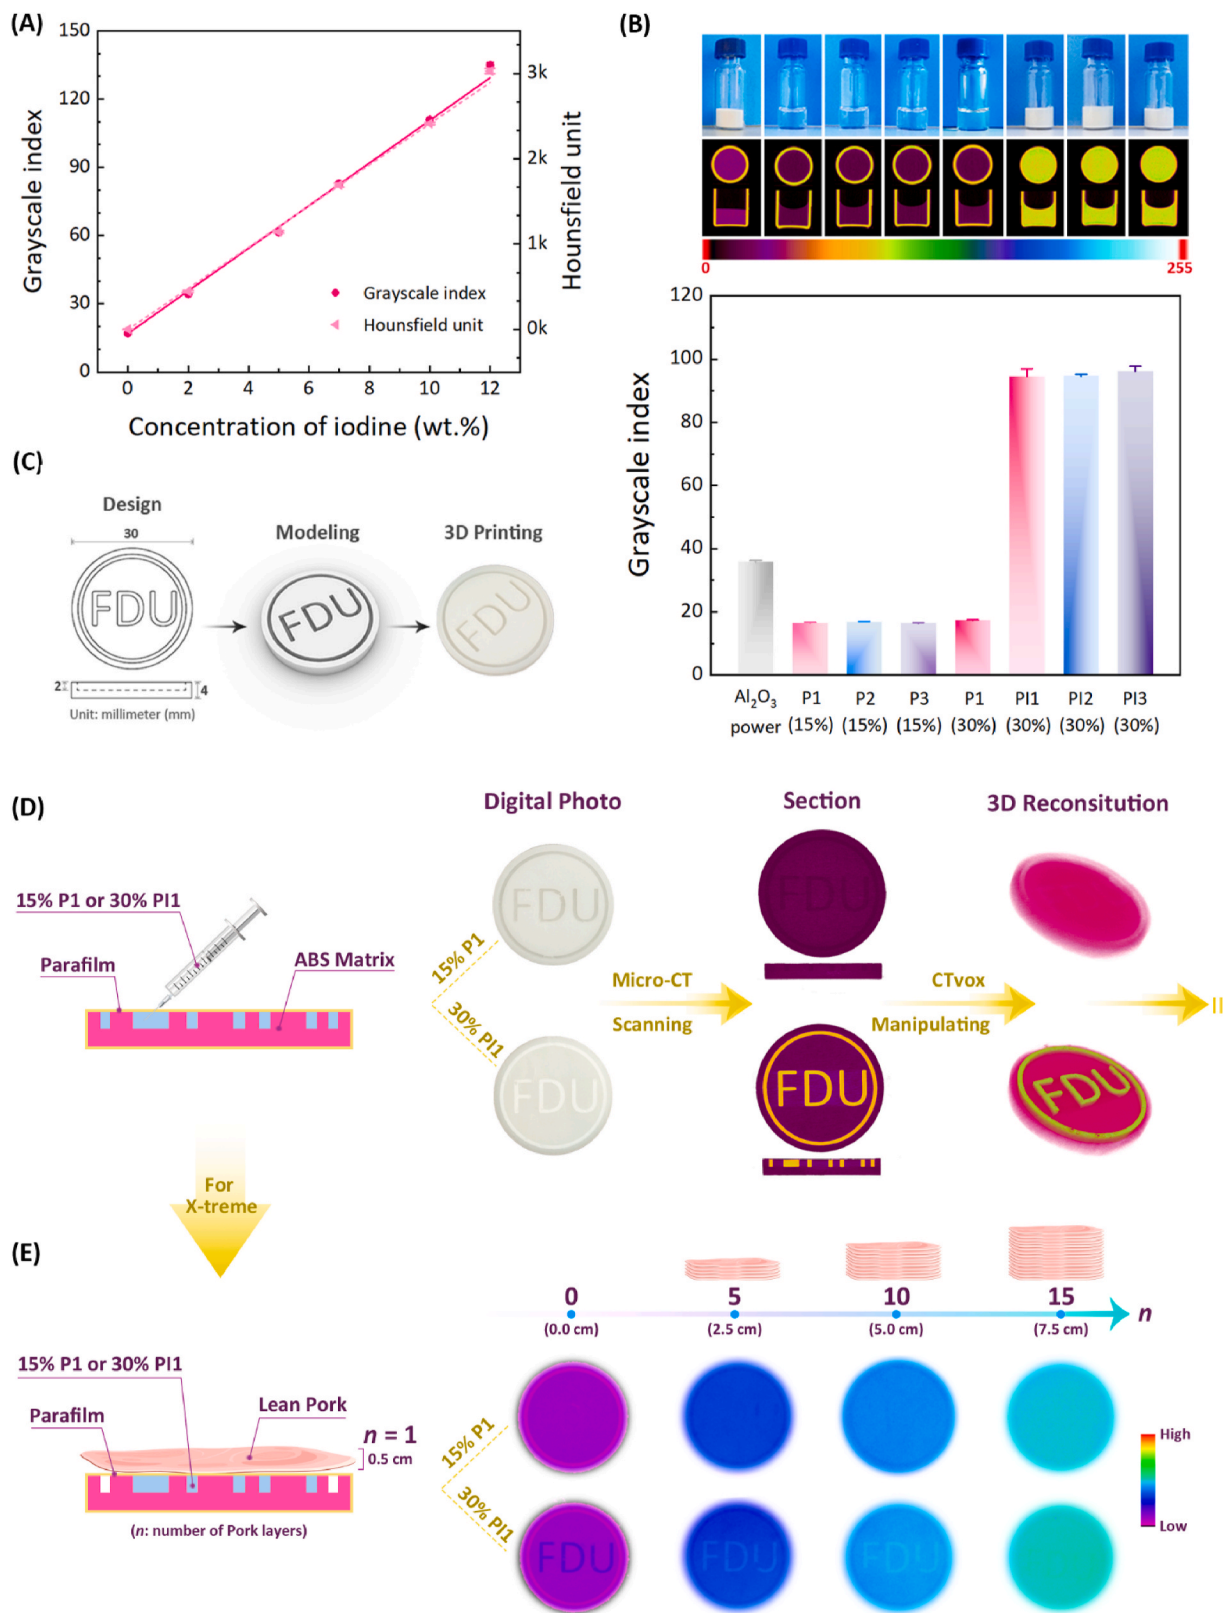 (A)
150
120
90
60
30
0
Grayscale index
3k
2k
1k
0k
Hounsfield unit
Grayscale index
Hounsfield unit
0 2 4 6 8 10 12
Concentration of iodine (wt.%)
(B)
0 255
120
100
80
60
40
20
0
Grayscale index
Al2O3 P1 P2 P3 P1 PI1 PI2 PI3
power (15%) (15%) (15%) (30%) (30%) (30%) (30%)
(C)
Design
30
FDU
2 4
Unit: millimeter (mm)
Modeling
FDU
3D Printing
FDU
(D)
Digital Photo Section 3D Reconsitution
15% P1 or 30% PI1
Parafilm
ABS Matrix
15% P1
30% PI1
FDU
FDU
FDU
Micro-CT
Scanning
FDU
CTvox
Manipulating
FDU
For
X-treme
(E)
0 5 10 15 n
(0.0 cm) (2.5 cm) (5.0 cm) (7.5 cm)
15% P1 or 30% PI1
Parafilm
Lean Pork
n = 1
0.5 cm
(n: number of Pork layers)
15% P1
30% PI1
FDU FDU FDU
High
Low